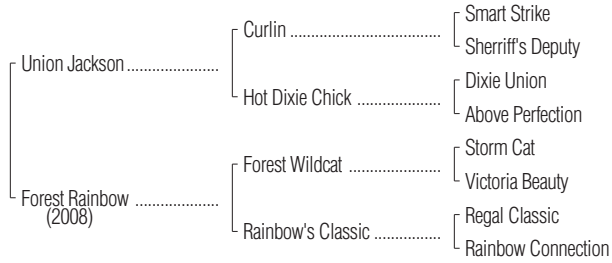 Union Jackson
Forest Rainbow
(2008)
Curlin
Hot Dixie Chick
Forest Wildcat
Rainbow's Classic
Smart Strike
Sherriff's Deputy
Dixie Union
Above Perfection
Storm Cat
Victoria Beauty
Regal Classic
Rainbow Connection